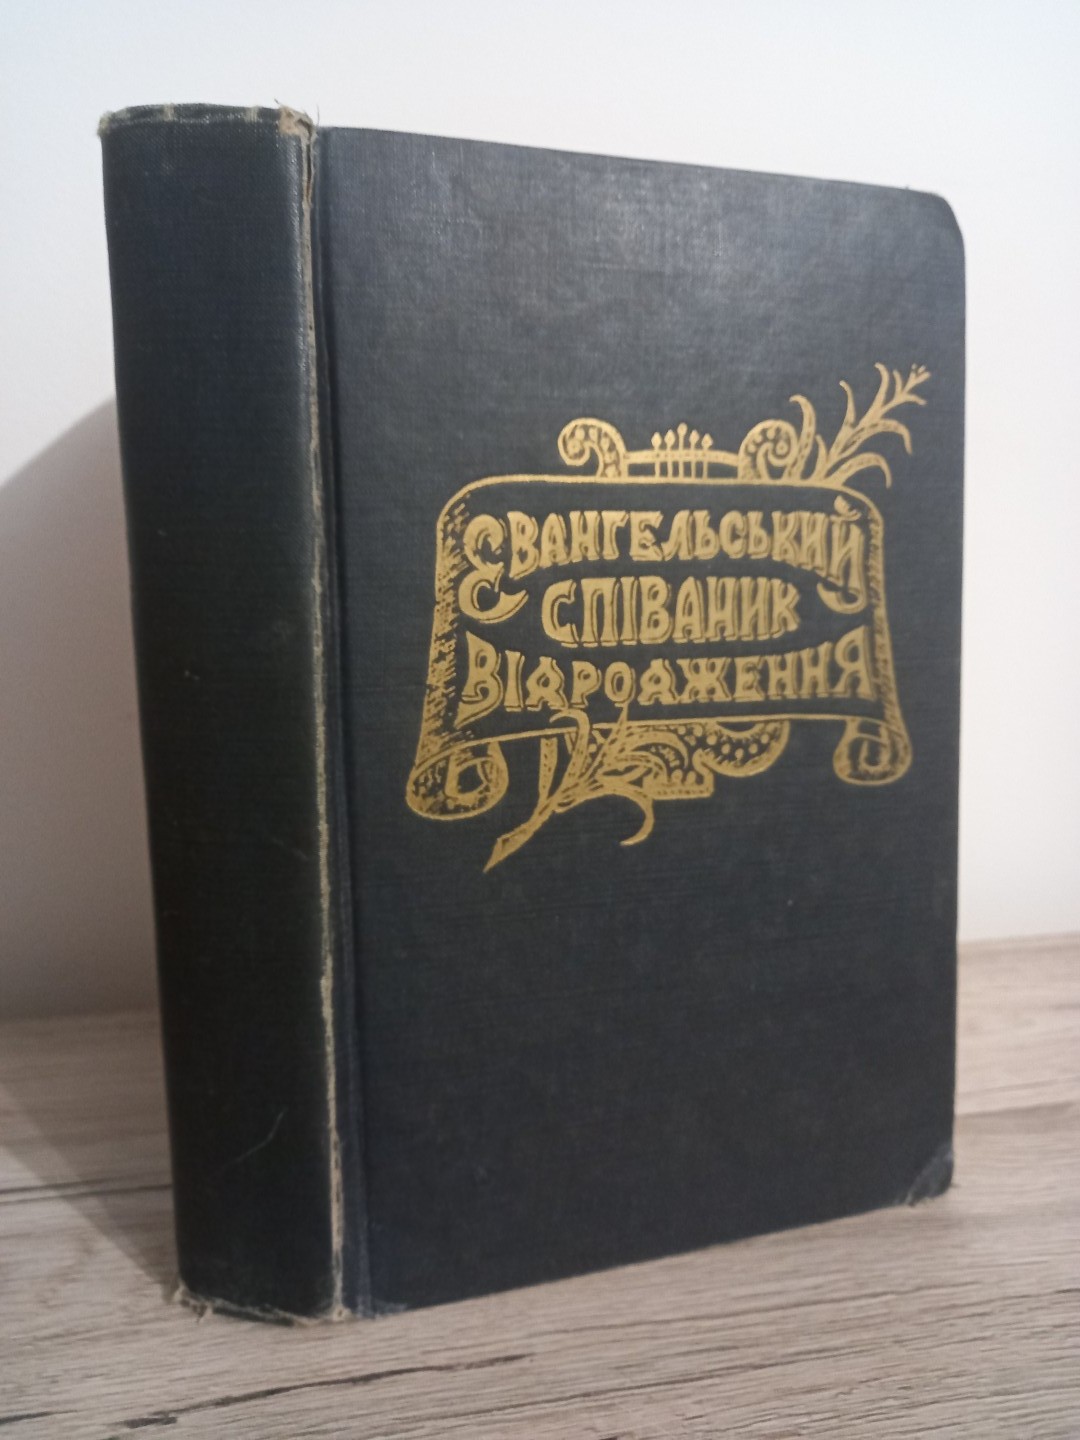 Євангельський
Співаник
Відродження